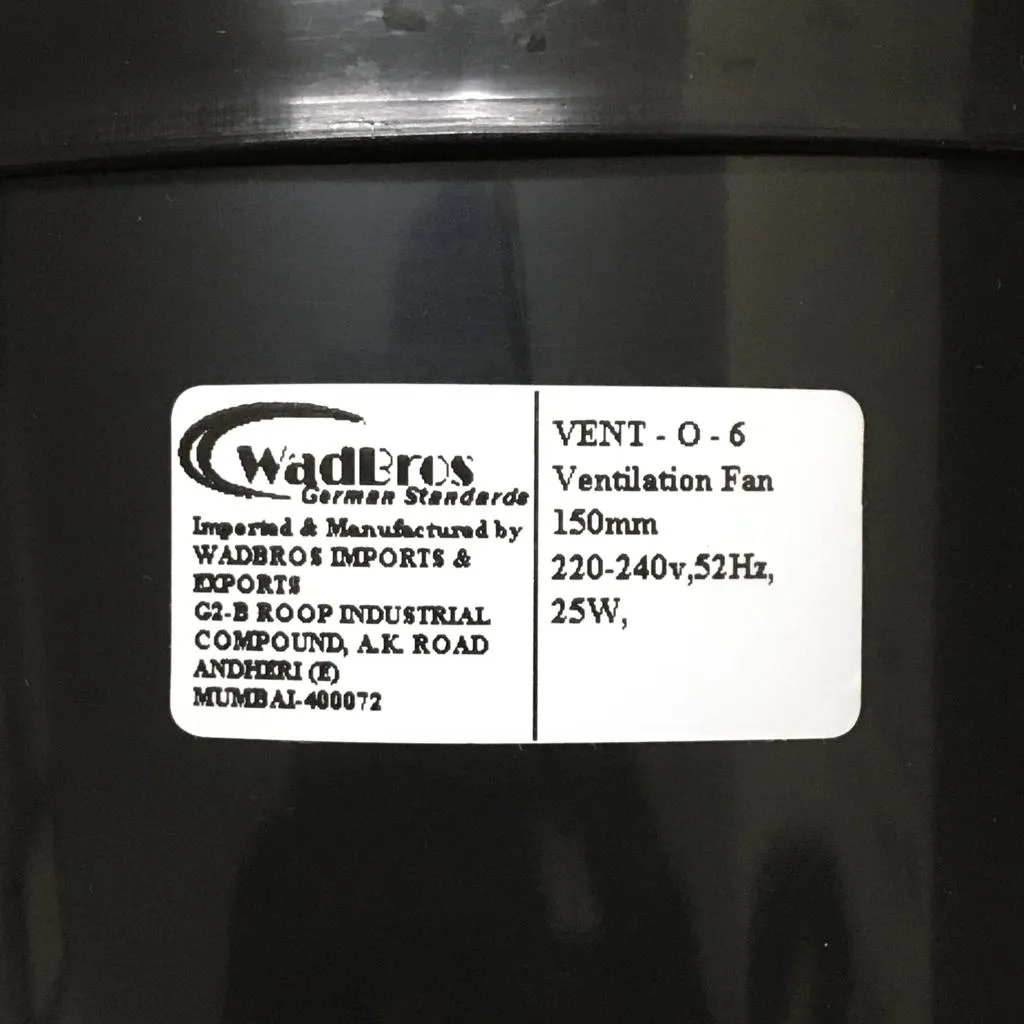 WadBros
German Standards
Imported & Manufactured by
WADBROS IMPORTS &
EXPORTS
G2-B ROOP INDUSTRIAL
COMPOUND, A.K. ROAD
ANDHERI (E)
MUMBAI-400072
VENT - O - 6
Ventilation Fan
150mm
220-240v,52Hz,
25W,